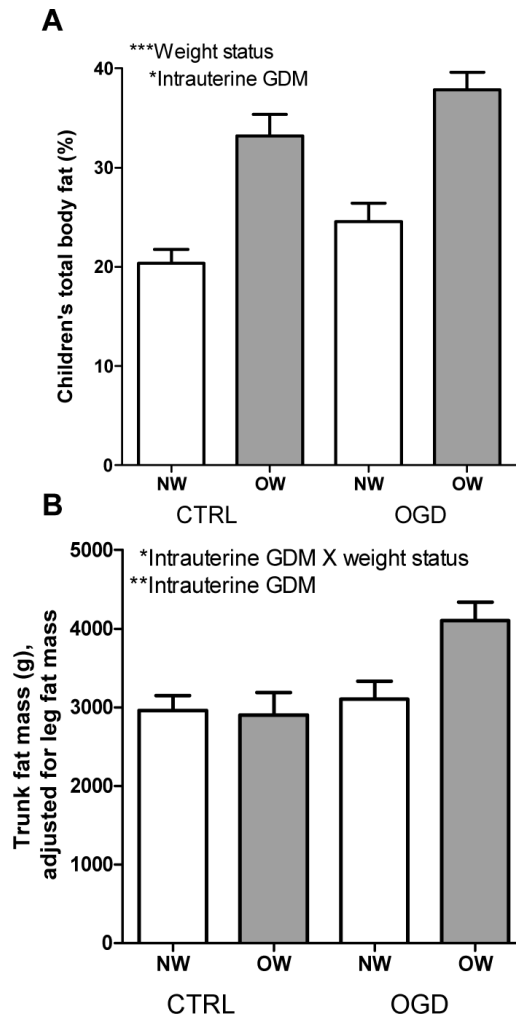 A
***Weight status
*Intrauterine GDM
Children's total body fat (%)
40
30
20
10
0
NW OW NW OW
CTRL OGD
B
*Intrauterine GDM X weight status
**Intrauterine GDM
Trunk fat mass (g),
adjusted for leg fat mass
5000
4000
3000
2000
1000
0
NW OW NW OW
CTRL OGD